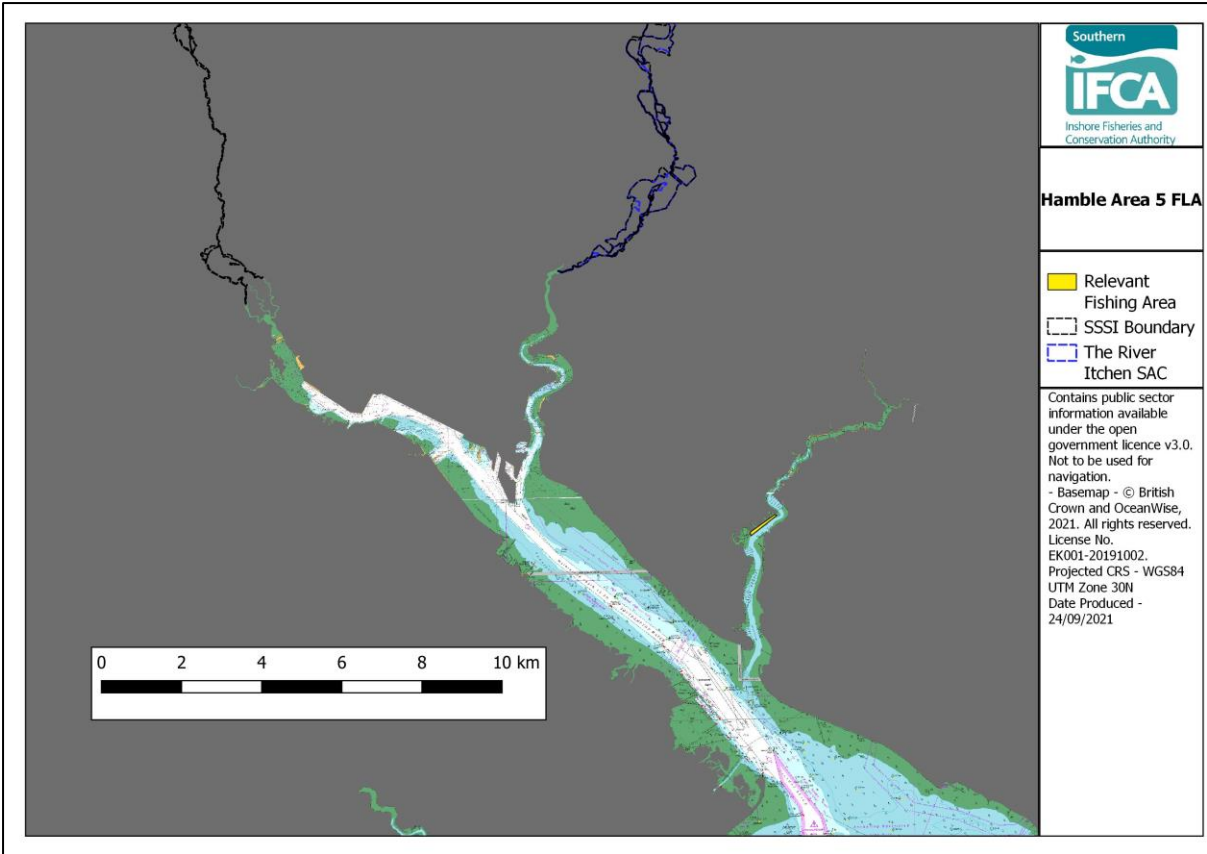 Southern
IFCA
Inshore Fisheries and
Conservation Authority
Hamble Area 5 FLA
Relevant
Fishing Area
SSSI Boundary
The River
Itchen SAC
Contains public sector
information available
under the open
government licence v3.0.
Not to be used for
navigation.
- Basemap - © British
Crown and OceanWise,
2021. All rights reserved.
License No.
EK001-20191002.
Projected CRS - WGS84
UTM Zone 30N
Date Produced -
24/09/2021
0 2 4 6 8 10 km